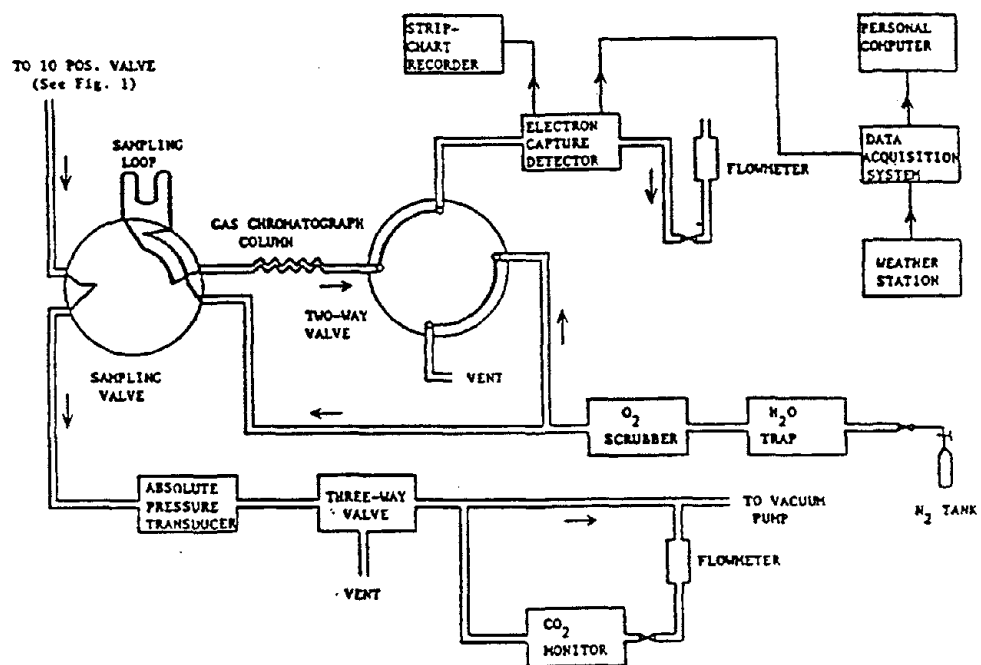 STRIP-
CHART
RECORDER
PERSONAL
COMPUTER
TO 10 POS. VALVE
(See Fig. 1)
SAMPLING
LOOP
ELECTRON
CAPTURE
DETECTOR
FLOWMETER
DATA
ACQUISITION
SYSTEM
GAS CHROMATOGRAPH
COLUMN
WEATHER
STATION
TWO-WAY
VALVE
SAMPLING
VALVE
VENT
O2
SCRUBBER
H2O
TRAP
N2 TANK
ABSOLUTE
PRESSURE
TRANSDUCER
THREE-WAY
VALVE
TO VACUUM
PUMP
VENT
FLOWMETER
CO2
MONITOR